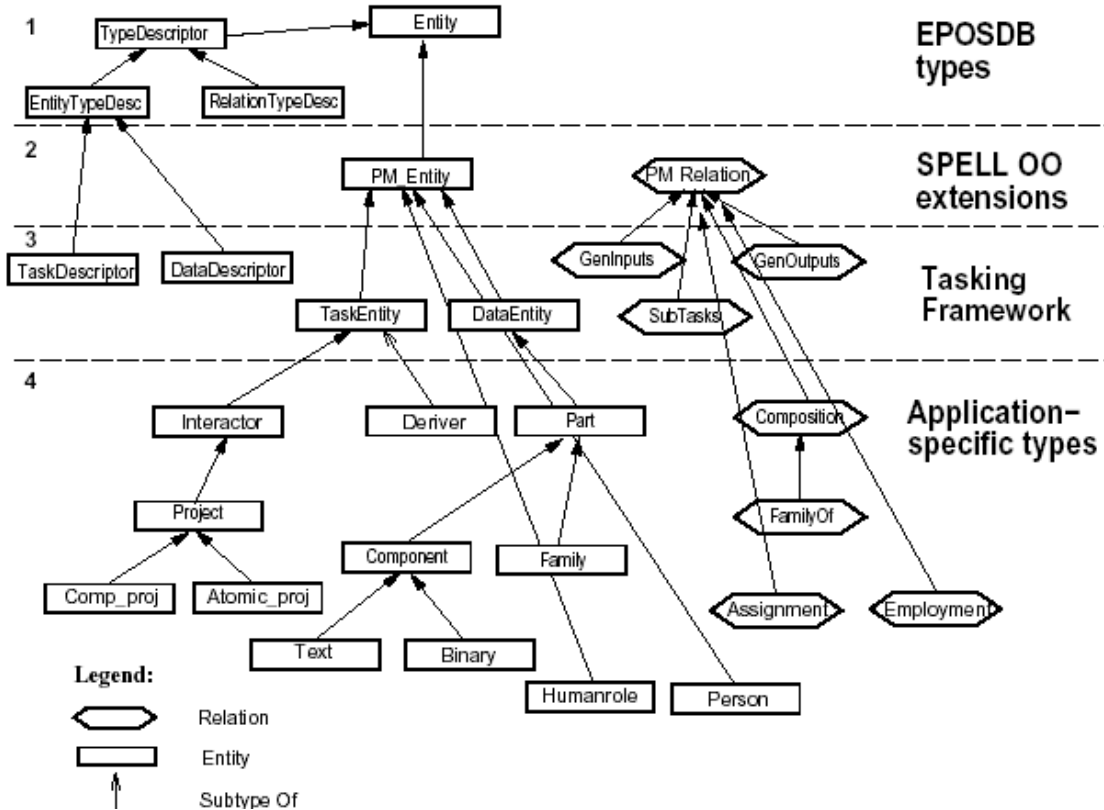 1
TypeDescriptor
Entity
EPOSDB
types
EntityTypeDesc
RelationTypeDesc
2
PM_Entity
PM Relation
SPELL OO
extensions
3
TaskDescriptor
DataDescriptor
GenInputs
GenOutputs
TaskEntity
DataEntity
SubTasks
Tasking
Framework
4
Interactor
Deriver
Part
Composition
Application-
specific types
Project
FamilyOf
Component
Family
Comp_proj
Atomic_proj
Assignment
Employment
Text
Binary
Humanrole
Person
Legend:
Relation
Entity
Subtype Of